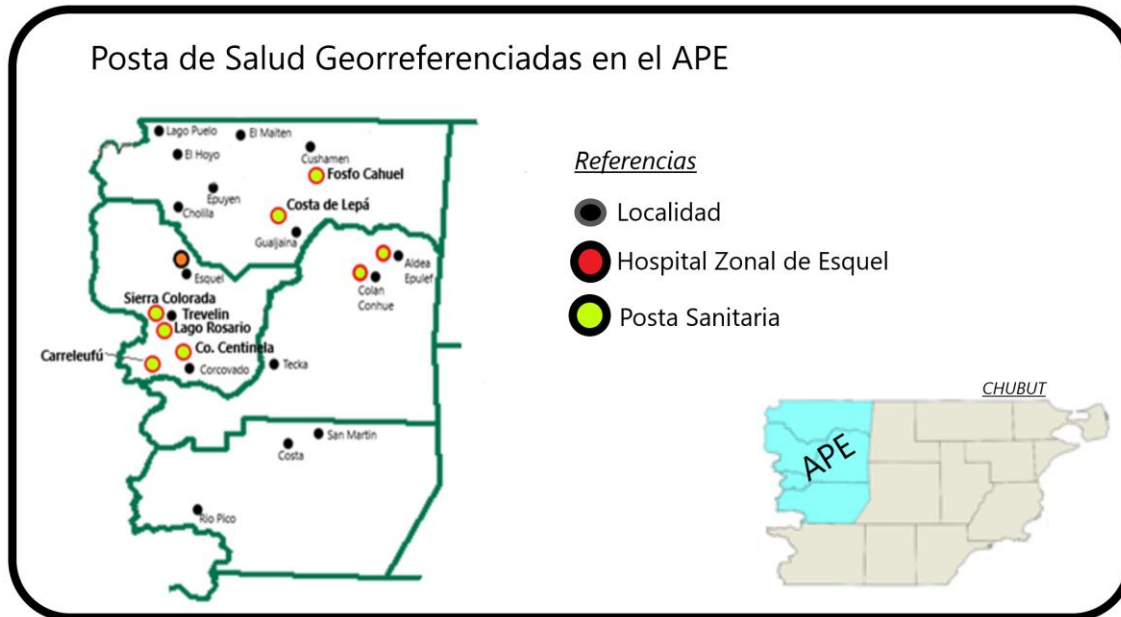 Posta de Salud Georreferenciadas en el APE
Lago Puelo
El Maiten
El Hoyo
Cushamen
Fosfo Cahuel
Epuyen
Cholila
Costa de Lepá
Gualjaina
Esquel
Aldea
Epulef
Colan
Conhue
Sierra Colorada
Trevelin
Lago Rosario
Co. Centinela
Carreleufú
Corcovado
Tecka
San Martin
Costa
Rio Pico
Referencias
Localidad
Hospital Zonal de Esquel
Posta Sanitaria
CHUBUT
APE